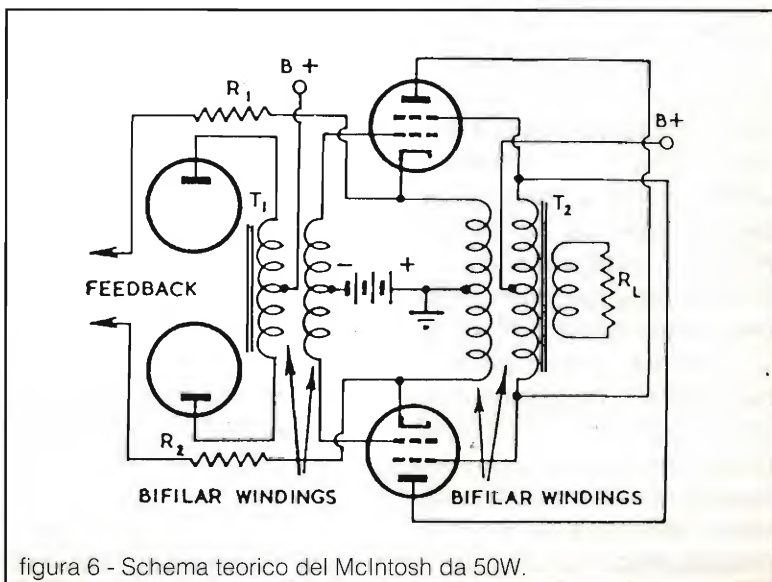 B +
R1
B+
T1
T2
FEEDBACK
- +
RL
R2
BIFILAR WINDINGS BIFILAR WINDINGS
figura 6 - Schema teorico del McIntosh da 50W.